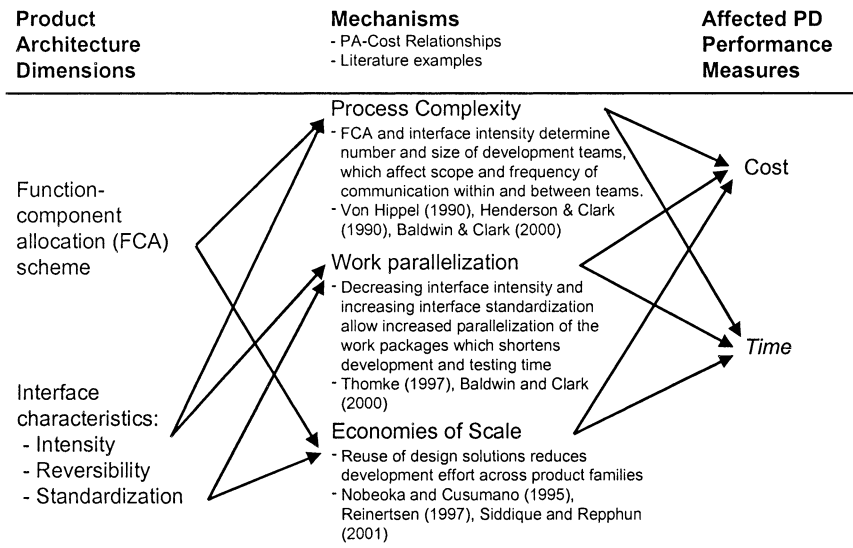 Product
Architecture
Dimensions
Mechanisms
- PA-Cost Relationships
- Literature examples
Affected PD
Performance
Measures
Function-
component
allocation (FCA)
scheme
Interface
characteristics:
- Intensity
- Reversibility
- Standardization
Process Complexity
- FCA and interface intensity determine
number and size of development teams,
which affect scope and frequency of
communication within and between teams.
- Von Hippel (1990), Henderson & Clark
(1990), Baldwin & Clark (2000)
Work parallelization
- Decreasing interface intensity and
increasing interface standardization
allow increased parallelization of the
work packages which shortens
development and testing time
- Thomke (1997), Baldwin and Clark
(2000)
Economies of Scale
- Reuse of design solutions reduces
development effort across product families
- Nobeoka and Cusumano (1995),
Reinertsen (1997), Siddique and Repphun
(2001)
Cost
Time